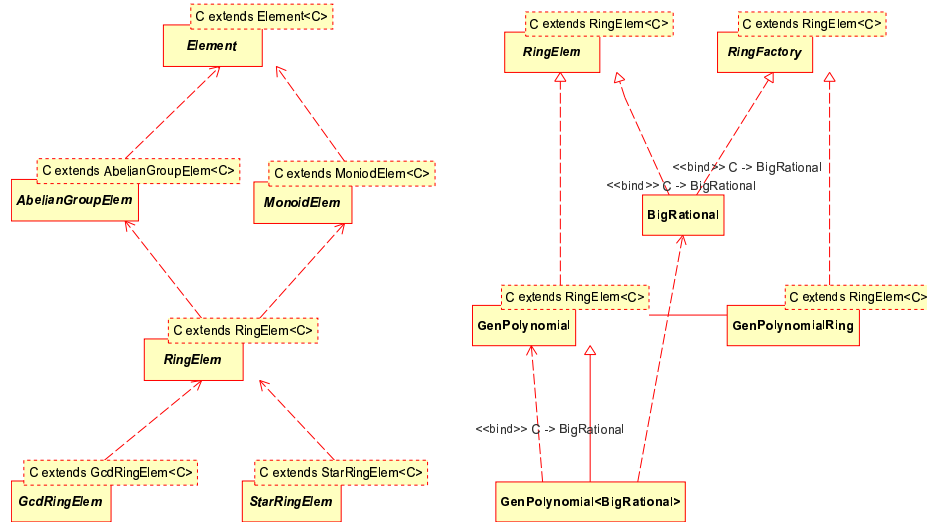 C extends Element<C>
Element
C extends AbelianGroupElem<C>
AbelianGroupElem
C extends MoniodElem<C>
MonoidElem
C extends RingElem<C>
RingElem
C extends GcdRingElem<C>
GcdRingElem
C extends StarRingElem<C>
StarRingElem
C extends RingElem<C>
RingElem
C extends RingElem<C>
RingFactory
<<bind>> C -> BigRational
<<bind>> C -> BigRational
BigRational
C extends RingElem<C>
GenPolynomial
C extends RingElem<C>
GenPolynomialRing
<<bind>> C -> BigRational
GenPolynomial<BigRational>